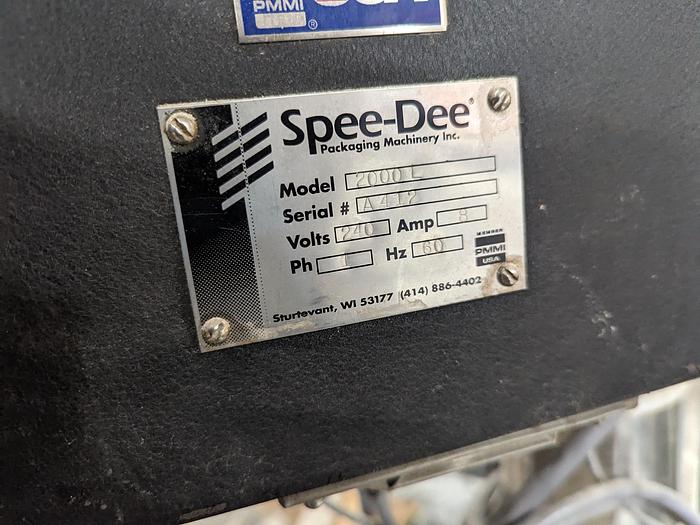 PMMI
®
Spee-Dee®
Packaging Machinery Inc.
Model 2000 L
Serial # A412
Volts 240 Amp 8
Ph 1 Hz 60
MEMBER
PMMI
USA
Sturtevant, WI 53177 (414) 886-4402